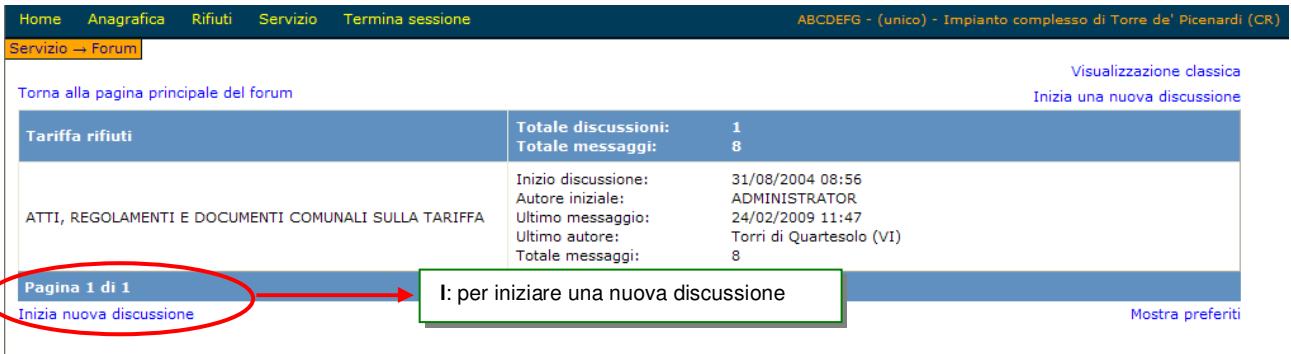 Home Anagrafica Rifiuti Servizio Termina sessione ABCDEFG - (unico) - Impianto complesso di Torre de' Picenardi (CR)
Servizio → Forum
Visualizzazione classica
Torna alla pagina principale del forum Inizia una nuova discussione
Tariffa rifiuti
Totale discussioni: 1
Totale messaggi: 8
ATTI, REGOLAMENTI E DOCUMENTI COMUNALI SULLA TARIFFA
Inizio discussione: 31/08/2004 08:56
Autore iniziale: ADMINISTRATOR
Ultimo messaggio: 24/02/2009 11:47
Ultimo autore: Torri di Quartesolo (VI)
Totale messaggi: 8
Pagina 1 di 1
I: per iniziare una nuova discussione
Inizia nuova discussione Mostra preferiti